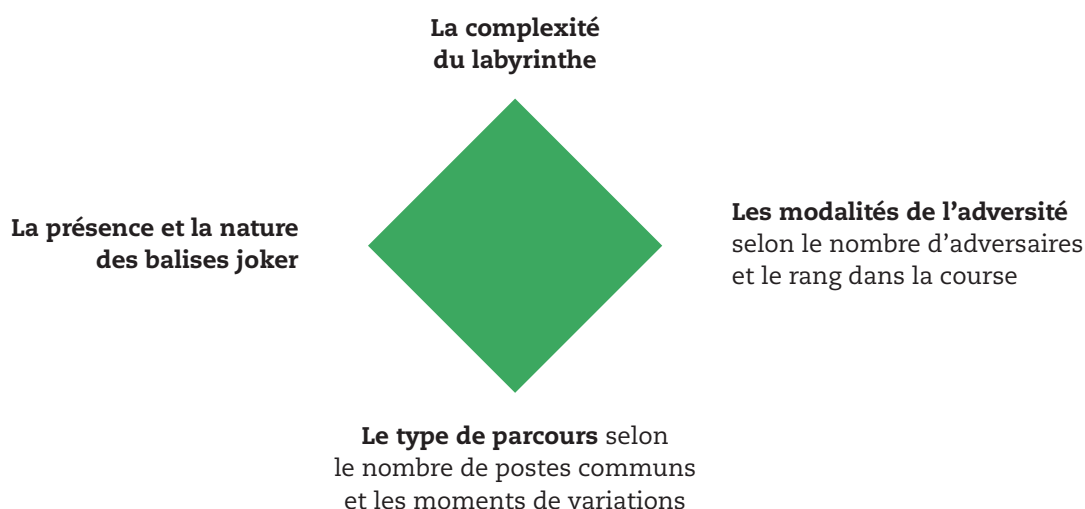 La complexité
du labyrinthe
La présence et la nature
des balises joker
Les modalités de l’adversité
selon le nombre d’adversaires
et le rang dans la course
Le type de parcours selon
le nombre de postes communs
et les moments de variations